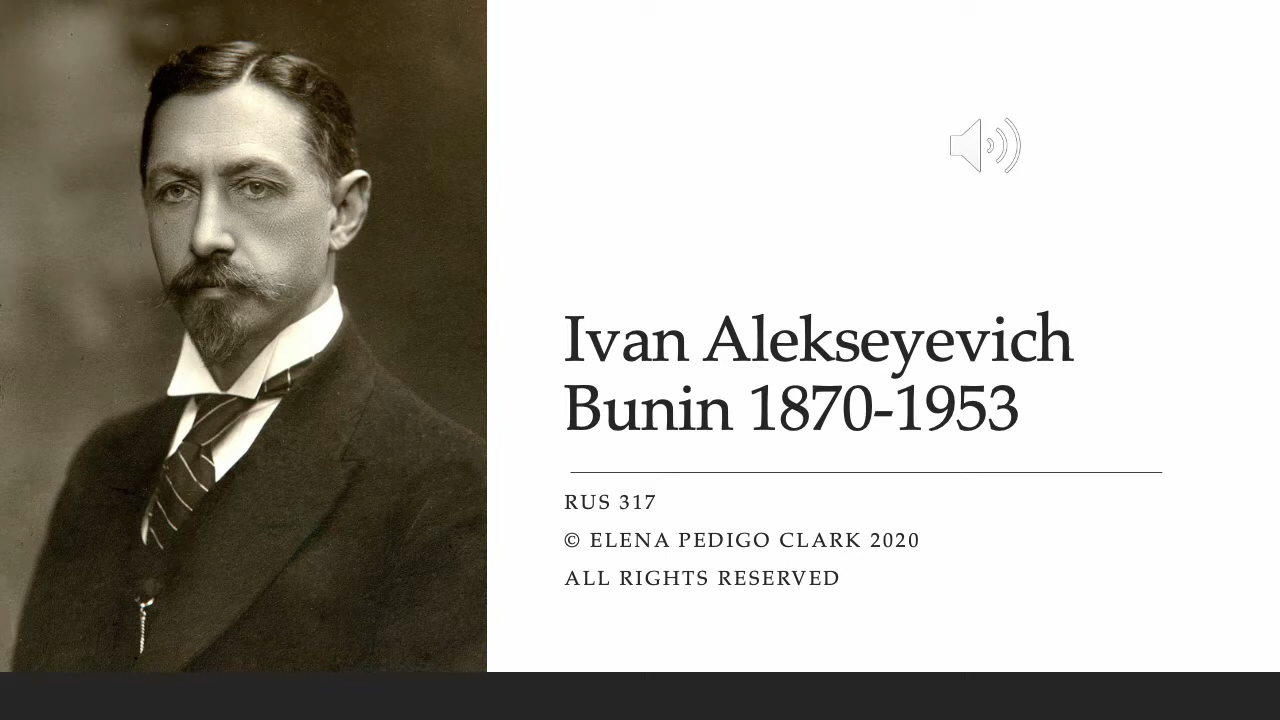 Ivan Alekseyevich
Bunin 1870-1953
RUS 317
© ELENA PEDIGO CLARK 2020
ALL RIGHTS RESERVED